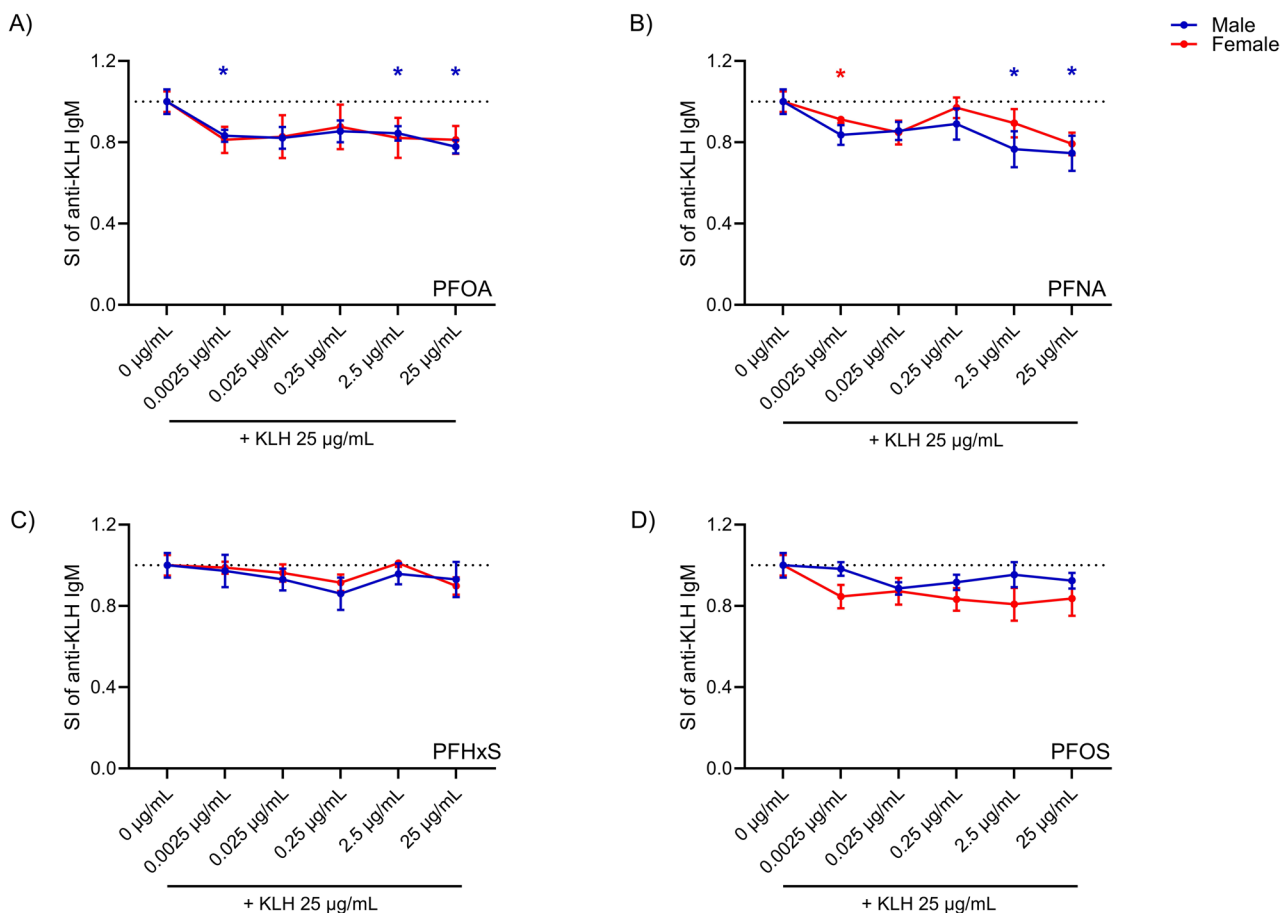 A)
1.2
*
*
*
0.8
0.4
0.0
SI of anti-KLH IgM
PFOA
0 µg/mL
0.0025 µg/mL
0.025 µg/mL
0.25 µg/mL
2.5 µg/mL
25 µg/mL
+ KLH 25 µg/mL
B)
Male
Female
1.2
*
*
*
0.8
0.4
0.0
SI of anti-KLH IgM
PFNA
0 µg/mL
0.0025 µg/mL
0.025 µg/mL
0.25 µg/mL
2.5 µg/mL
25 µg/mL
+ KLH 25 µg/mL
C)
1.2
0.8
0.4
0.0
SI of anti-KLH IgM
PFHxS
0 µg/mL
0.0025 µg/mL
0.025 µg/mL
0.25 µg/mL
2.5 µg/mL
25 µg/mL
+ KLH 25 µg/mL
D)
1.2
0.8
0.4
0.0
SI of anti-KLH IgM
PFOS
0 µg/mL
0.0025 µg/mL
0.025 µg/mL
0.25 µg/mL
2.5 µg/mL
25 µg/mL
+ KLH 25 µg/mL